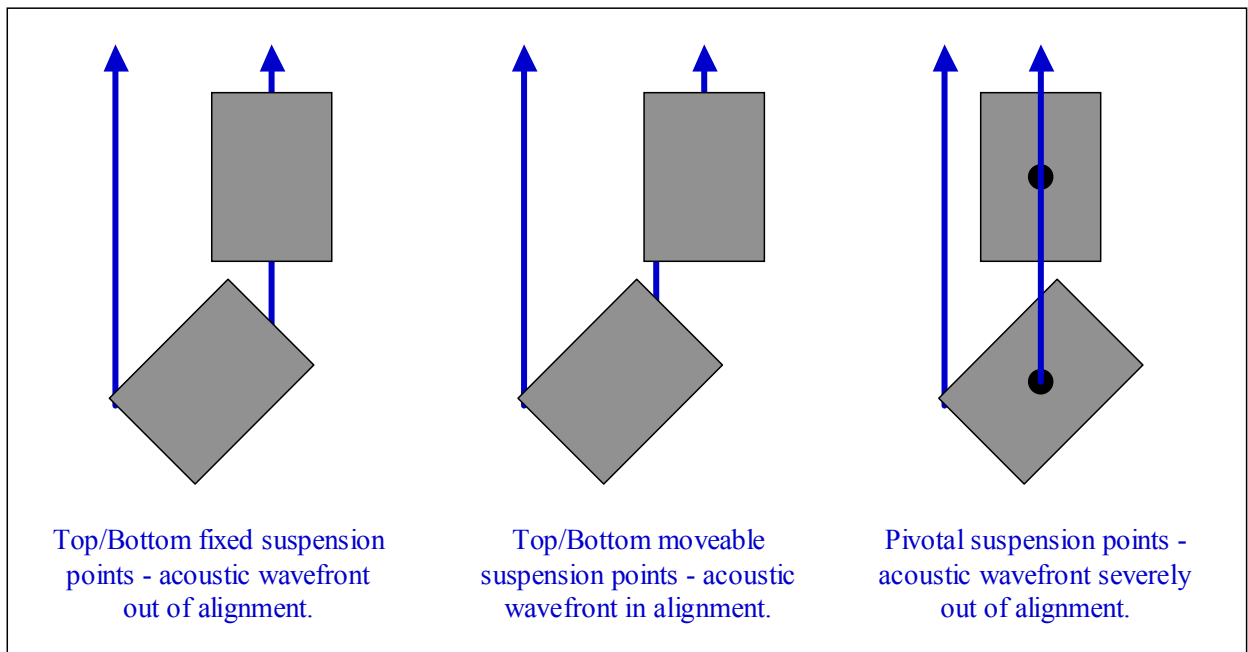 Top/Bottom fixed suspension
points - acoustic wavefront
out of alignment.
Top/Bottom moveable
suspension points - acoustic
wavefront in alignment.
Pivotal suspension points -
acoustic wavefront severely
out of alignment.